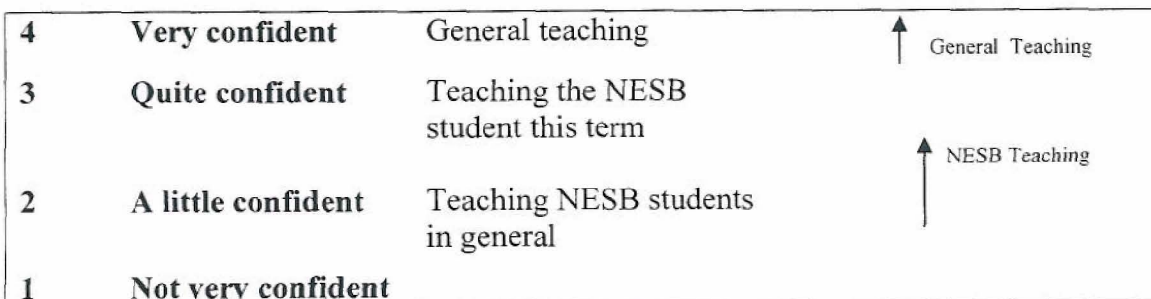 4 Very confident General teaching General Teaching
3 Quite confident Teaching the NESB
student this term
NESB Teaching
2 A little confident Teaching NESB students
in general
1 Not very confident